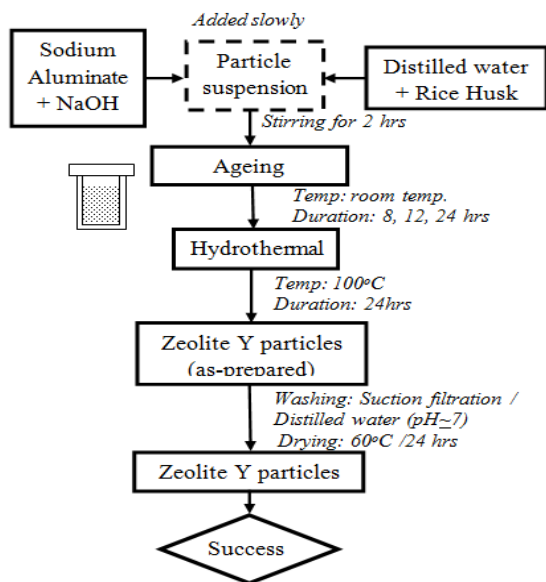 Added slowly
Sodium
Aluminate
+ NaOH
Particle
suspension
Distilled water
+ Rice Husk
Stirring for 2 hrs
Ageing
Temp: room temp.
Duration: 8, 12, 24 hrs
Hydrothermal
Temp: 100°C
Duration: 24hrs
Zeolite Y particles
(as-prepared)
Washing: Suction filtration /
Distilled water (pH~7)
Drying: 60°C /24 hrs
Zeolite Y particles
Success